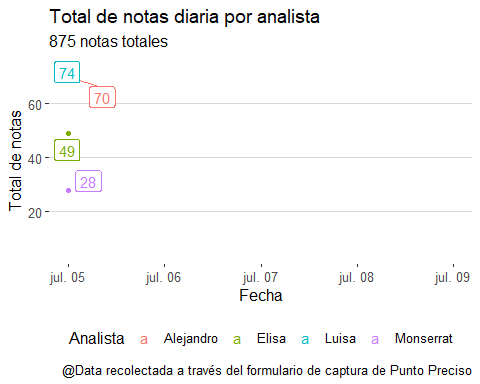 Total de notas diaria por analista
875 notas totales
74
70
49
28
60
40
20
Total de notas
jul. 05 jul. 06 jul. 07 jul. 08 jul. 09
Fecha
Analista a Alejandro a Elisa a Luisa a Monserrat
@Data recolectada a través del formulario de captura de Punto Preciso